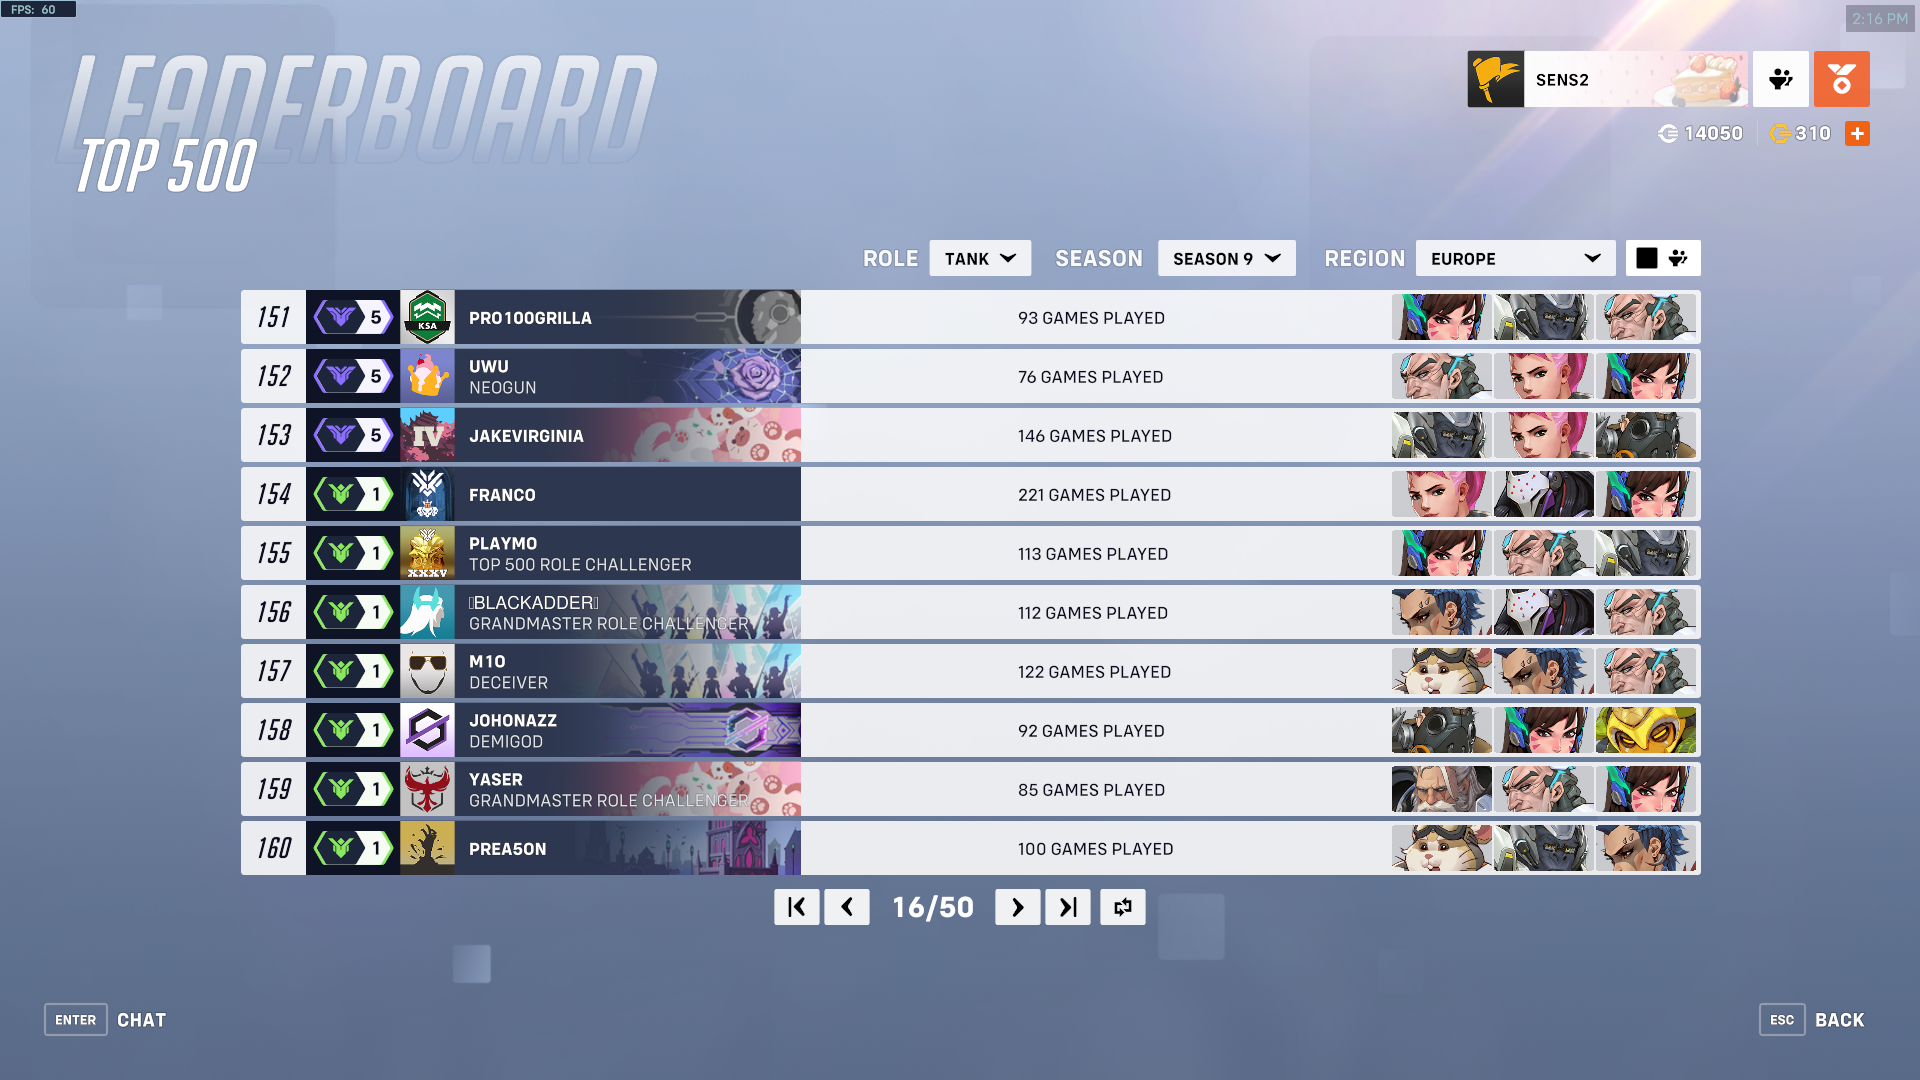 FPS: 60
2:16 PM
LEADERBOARD
TOP 500
SENS2
14050
310
ROLE TANK SEASON SEASON 9 REGION EUROPE
151 5 KSA PRO100GRILLA 93 GAMES PLAYED
152 5 UWU 76 GAMES PLAYED
NEOGUN
153 5 IV JAKEVIRGINIA 146 GAMES PLAYED
154 1 FRANCO 221 GAMES PLAYED
155 1 XXXV PLAYMO 113 GAMES PLAYED
TOP 500 ROLE CHALLENGER
156 1 BLACKADDER 112 GAMES PLAYED
GRANDMASTER ROLE CHALLENGER
157 1 M1O 122 GAMES PLAYED
DECEIVER
158 1 JOHONAZZ 92 GAMES PLAYED
DEMIGOD
159 1 YASER 85 GAMES PLAYED
GRANDMASTER ROLE CHALLENGER
160 1 PREA5ON 100 GAMES PLAYED
16/50
ENTER CHAT
ESC BACK